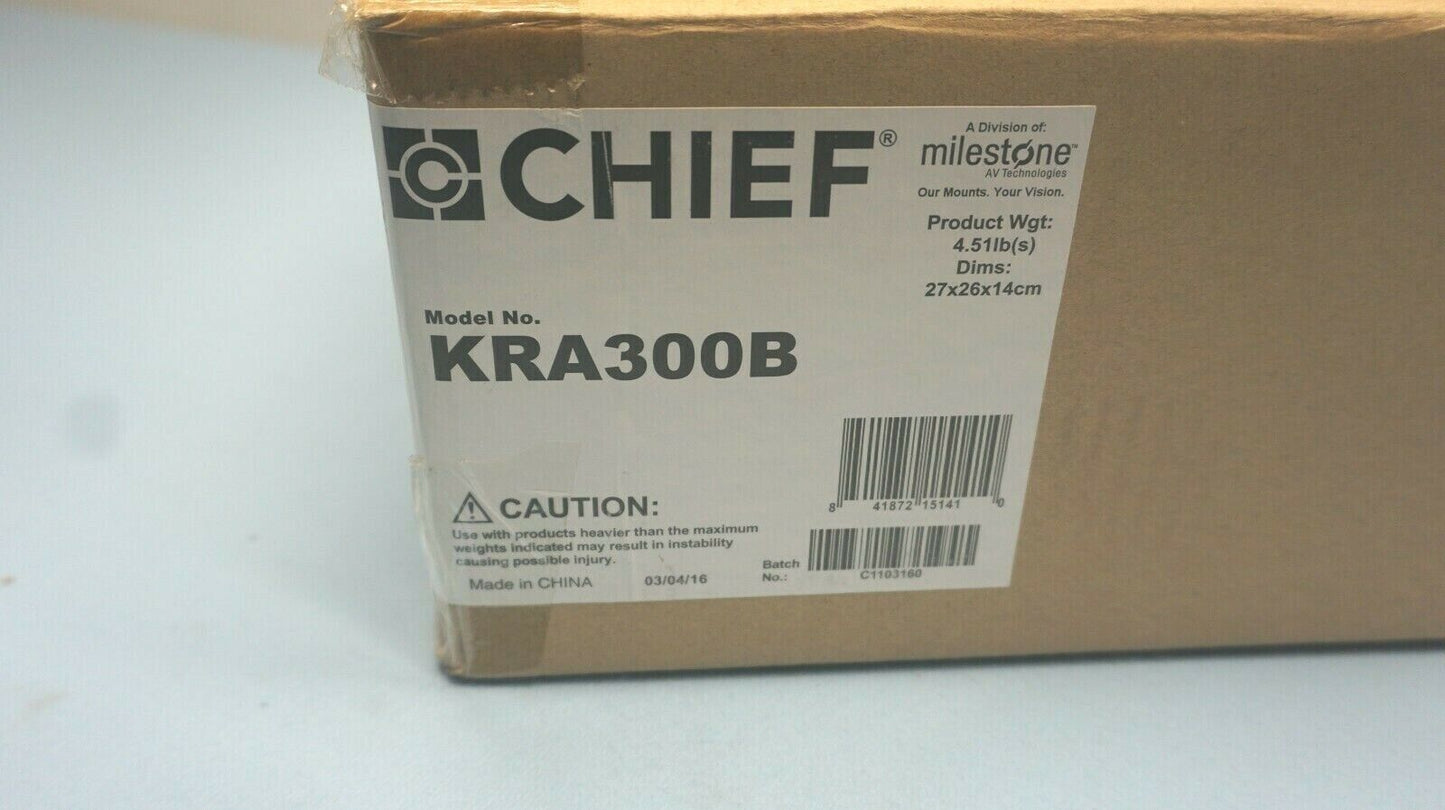 CHIEF®
A Division of:
milestone™
AV Technologies
Our Mounts. Your Vision.
Product Wgt:
4.51lb(s)
Dims:
27x26x14cm
Model No.
KRA300B
8 41872 15141 0
CAUTION:
Use with products heavier than the maximum
weights indicated may result in instability
causing possible injury.
Made in CHINA 03/04/16
Batch
No.:
C1103160